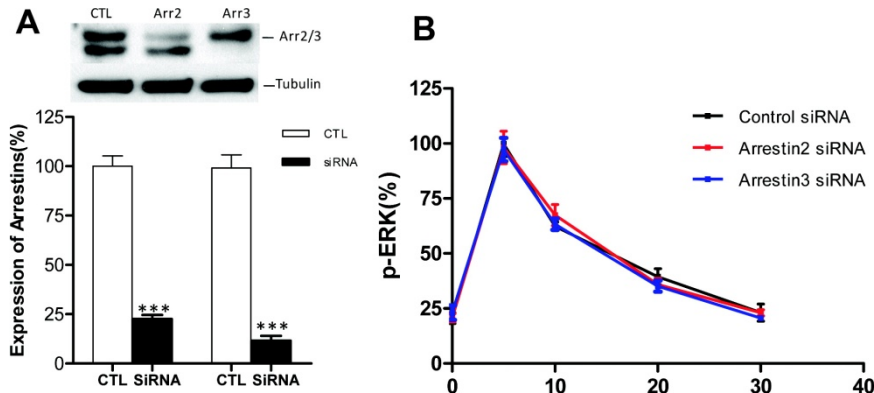 A
CTL Arr2 Arr3
Arr2/3
Tubulin
Expression of Arrestins(%)
125
100
75
50
25
0
CTL
siRNA
***
***
CTL SiRNA CTL SiRNA
B
p-ERK(%)
125
100
75
50
25
0
Control siRNA
Arrestin2 siRNA
Arrestin3 siRNA
0 10 20 30 40